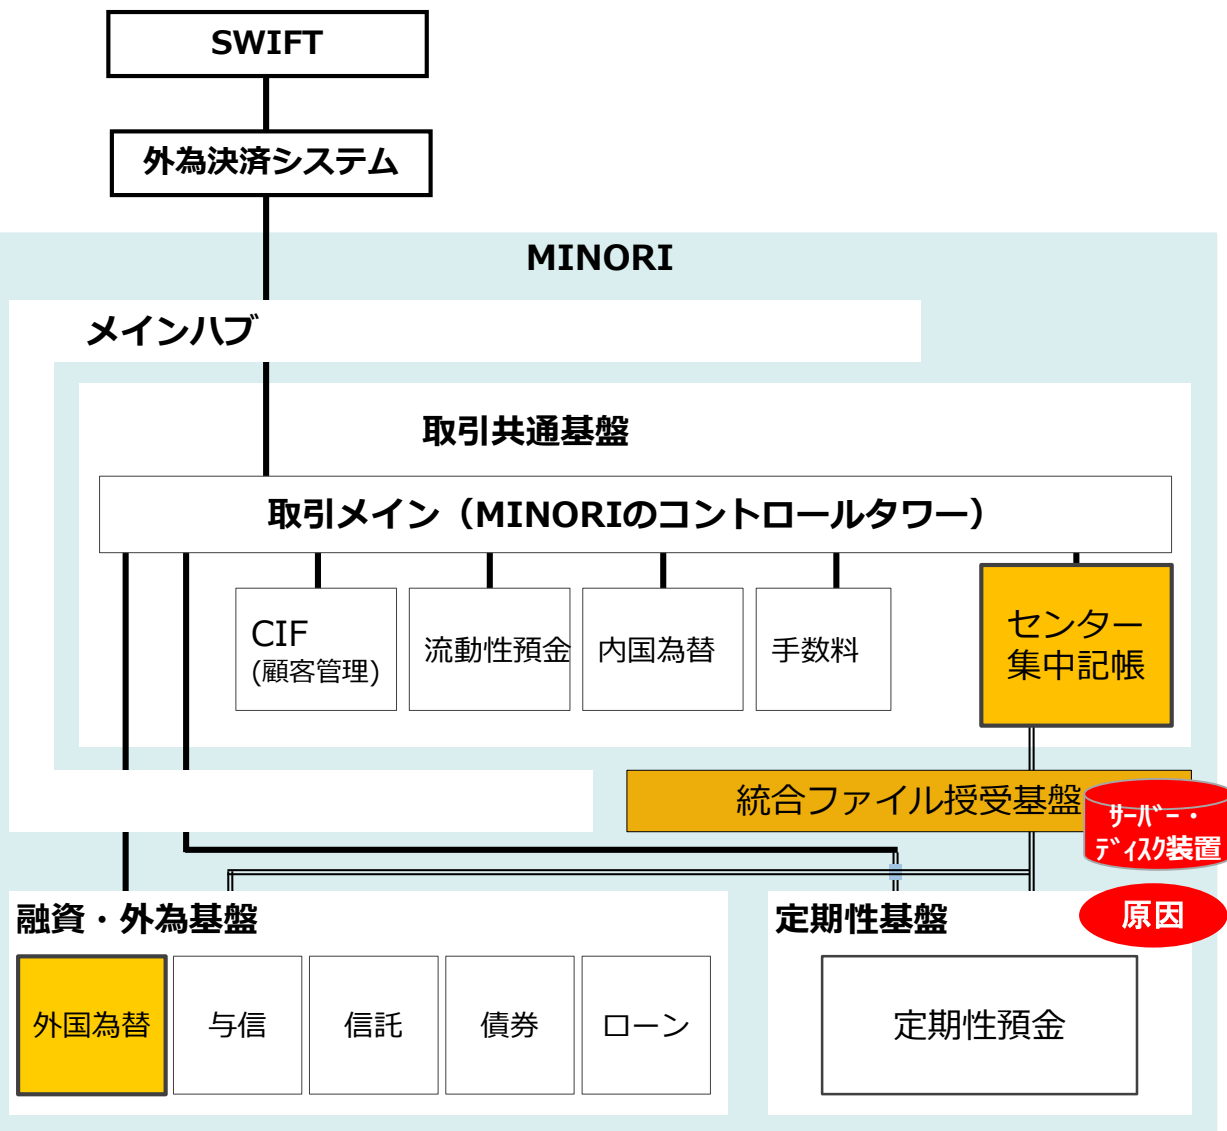 SWIFT
外為決済システム
MINORI
メインハブ
取引共通基盤
取引メイン（MINORIのコントロールタワー）
CIF
(顧客管理)
流動性預金
内国為替
手数料
センター
集中記帳
統合ファイル授受基盤
ｻｰﾊﾞｰ・
ﾃﾞｨｽｸ装置
融資・外為基盤
定期性基盤
原因
外国為替
与信
信託
債券
ローン
定期性預金